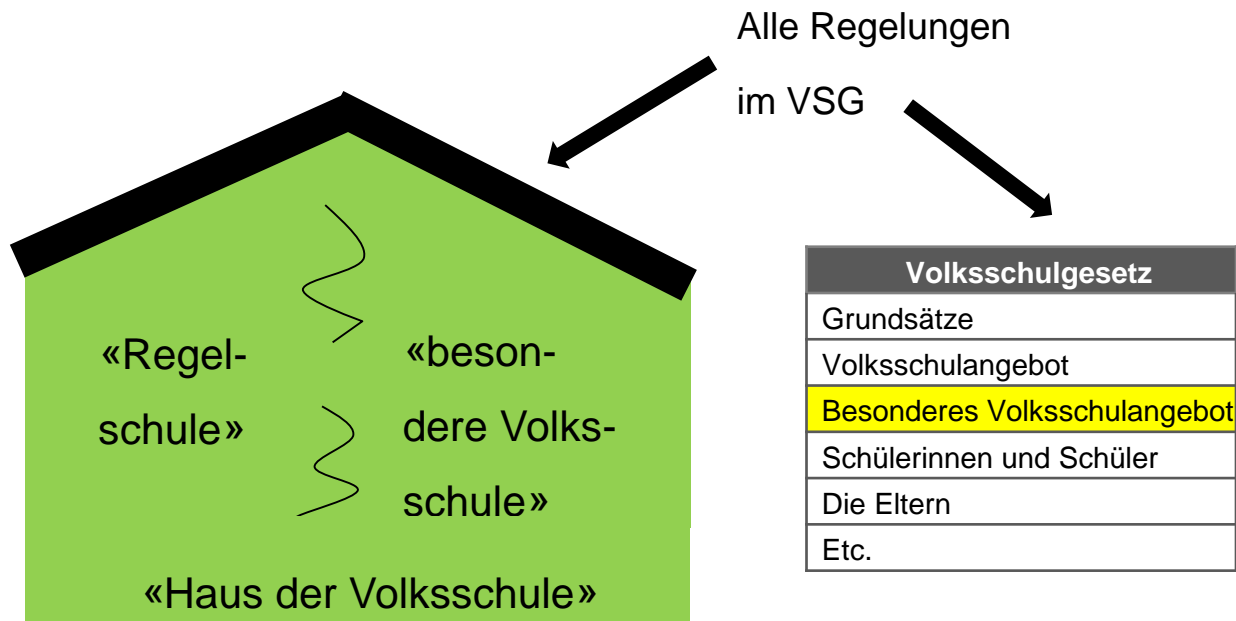 Alle Regelungen
im VSG
«Regel-
schule»
«beson-
dere Volks-
schule»
«Haus der Volksschule»
Volksschulgesetz
Grundsätze
Volksschulangebot
Besonderes Volksschulangebot
Schülerinnen und Schüler
Die Eltern
Etc.